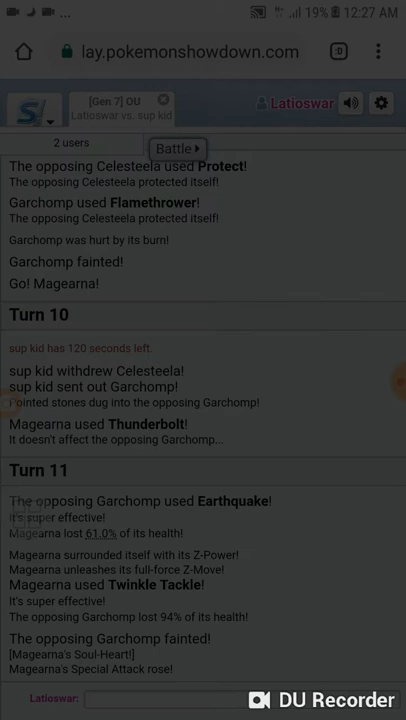 ... 19% 12:27 AM
lay.pokemonshowdown.com
:D
[Gen 7] OU
Latioswar vs. sup kid
Latioswar
2 users
Battle
The opposing Celesteela used Protect!
The opposing Celesteela protected itself!
Garchomp used Flamethrower!
The opposing Celesteela protected itself!
Garchomp was hurt by its burn!
Garchomp fainted!
Go! Magearna!
Turn 10
sup kid has 120 seconds left.
sup kid withdrew Celesteela!
sup kid sent out Garchomp!
Pointed stones dug into the opposing Garchomp!
Magearna used Thunderbolt!
It doesn't affect the opposing Garchomp...
Turn 11
The opposing Garchomp used Earthquake!
It's super effective!
Magearna lost 61.0% of its health!
Magearna surrounded itself with its Z-Power!
Magearna unleashes its full-force Z-Move!
Magearna used Twinkle Tackle!
It's super effective!
The opposing Garchomp lost 94% of its health!
The opposing Garchomp fainted!
[Magearna's Soul-Heart!]
Magearna's Special Attack rose!
Latioswar:
DU Recorder